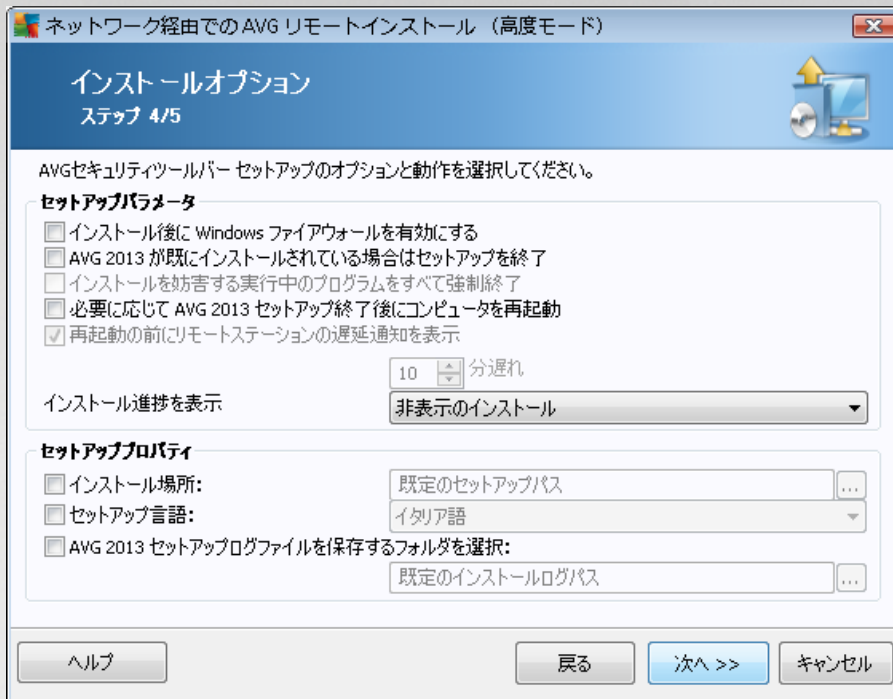 ネットワーク経由でのAVG リモートインストール （高度モード）
インストールオプション
ステップ 4/5
AVGセキュリティツールバー セットアップのオプションと動作を選択してください。
セットアップパラメータ
インストール後に Windows ファイアウォールを有効にする
AVG 2013 が既にインストールされている場合はセットアップを終了
インストールを妨害する実行中のプログラムをすべて強制終了
必要に応じて AVG 2013 セットアップ終了後にコンピュータを再起動
再起動の前にリモートステーションの遅延通知を表示
10 分遅れ
インストール進捗を表示 非表示のインストール
セットアッププロパティ
インストール場所: 既定のセットアップパス ...
セットアップ言語: イタリア語
AVG 2013 セットアップログファイルを保存するフォルダを選択:
既定のインストールログパス ...
ヘルプ 戻る 次へ >> キャンセル